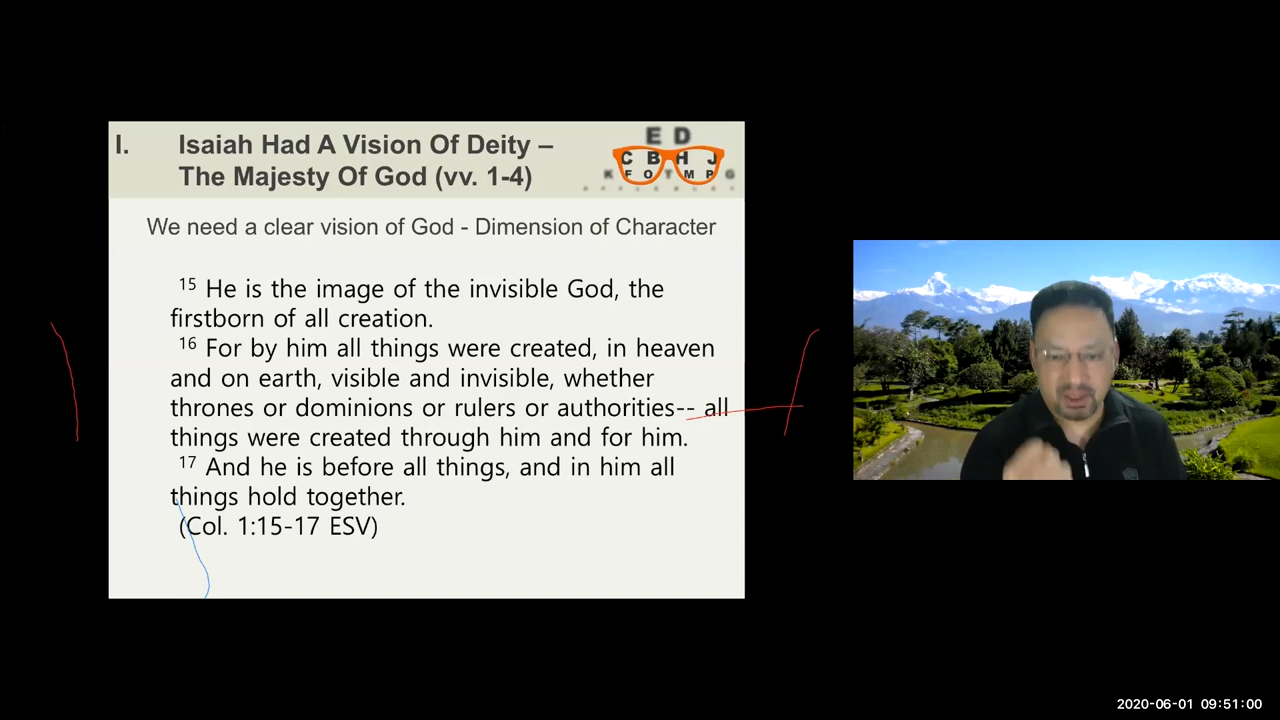 I. Isaiah Had A Vision Of Deity –
The Majesty Of God (vv. 1-4)
E D
C B H J
K F O T M P G
We need a clear vision of God - Dimension of Character
15 He is the image of the invisible God, the
firstborn of all creation.
16 For by him all things were created, in heaven
and on earth, visible and invisible, whether
thrones or dominions or rulers or authorities-- all
things were created through him and for him.
17 And he is before all things, and in him all
things hold together.
(Col. 1:15-17 ESV)
2020-06-01 09:51:00